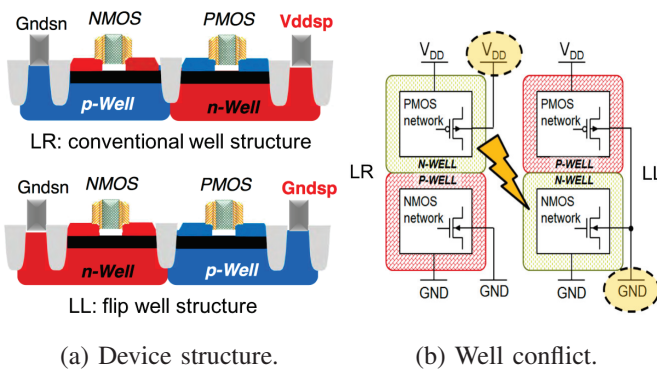 NMOS PMOS
Gndsn Vddsp
p-Well n-Well
LR: conventional well structure
NMOS PMOS
Gndsn Gndsp
n-Well p-Well
LL: flip well structure
(a) Device structure.
VDD VDD VDD
PMOS network PMOS network
N-WELL P-WELL
LR P-WELL N-WELL LL
NMOS network NMOS network
GND GND GND
(b) Well conflict.